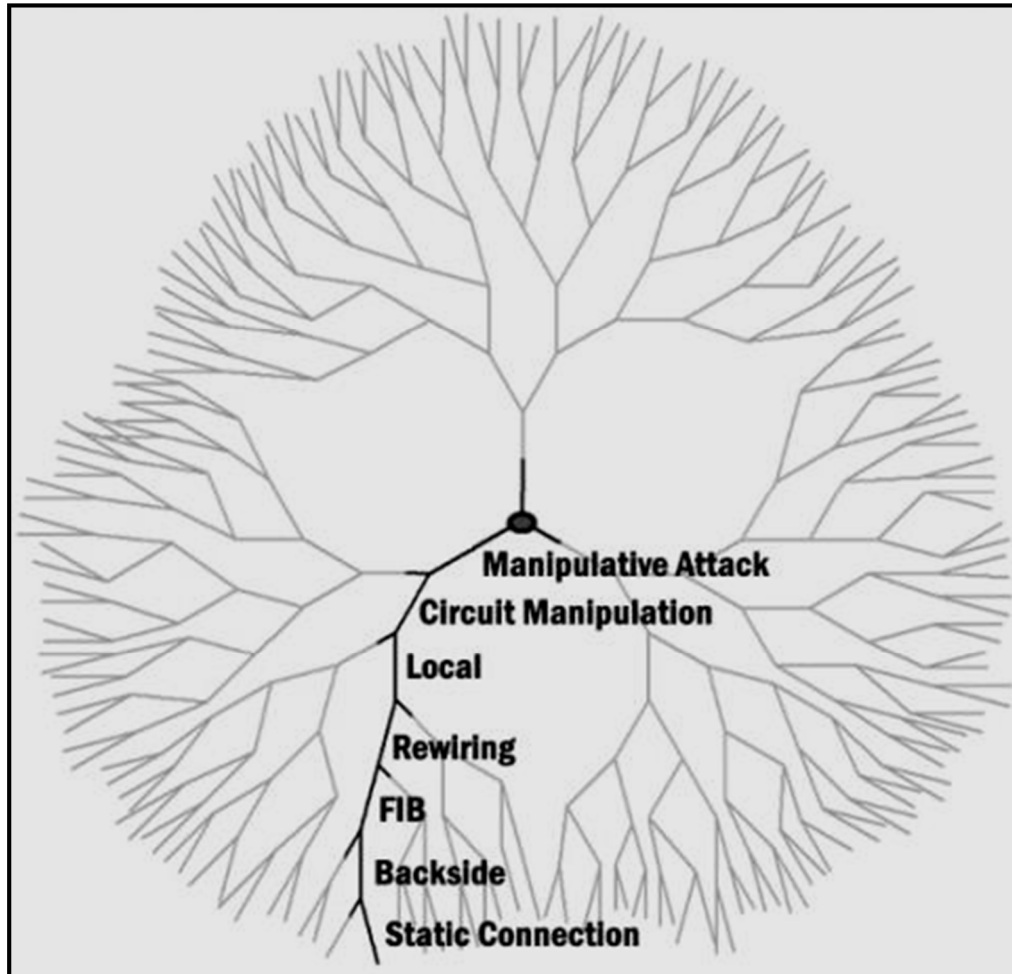 Manipulative Attack
Circuit Manipulation
Local
Rewiring
FIB
Backside
Static Connection